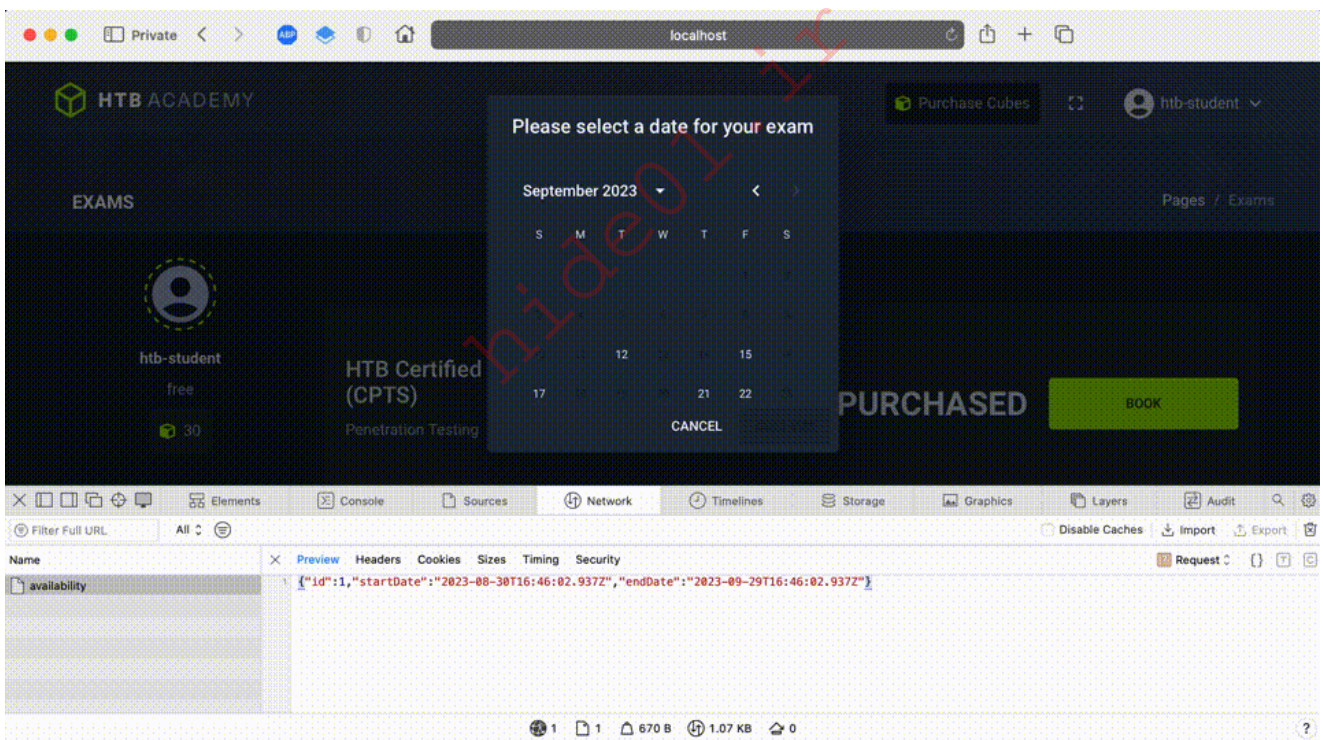 Private
localhost
HTB ACADEMY
Purchase Cubes
htb-student
Please select a date for your exam
September 2023
S M T W T F S
12 15
17 21 22
CANCEL
EXAMS
Pages / Exams
htb-student
free
30
HTB Certified
(CPTS)
Penetration Testing
PURCHASED
BOOK
hide01.ir
Elements Console Sources Network Timelines Storage Graphics Layers Audit
Filter Full URL All Disable Caches Import Export
Name Preview Headers Cookies Sizes Timing Security Request
availability
1 {"id":1,"startDate":"2023-08-30T16:46:02.937Z","endDate":"2023-09-29T16:46:02.937Z"}
1 1 670 B 1.07 KB 0 ?